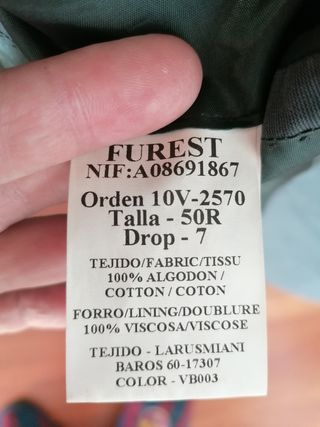 FUREST
NIF:A08691867
Orden 10V-2570
Talla - 50R
Drop - 7
TEJIDO/FABRIC/TISSU
100% ALGODON /
COTTON / COTON
FORRO/LINING/DOUBLURE
100% VISCOSA/VISCOSE
TEJIDO - LARUSMIANI
BAROS 60-17307
COLOR - VB003